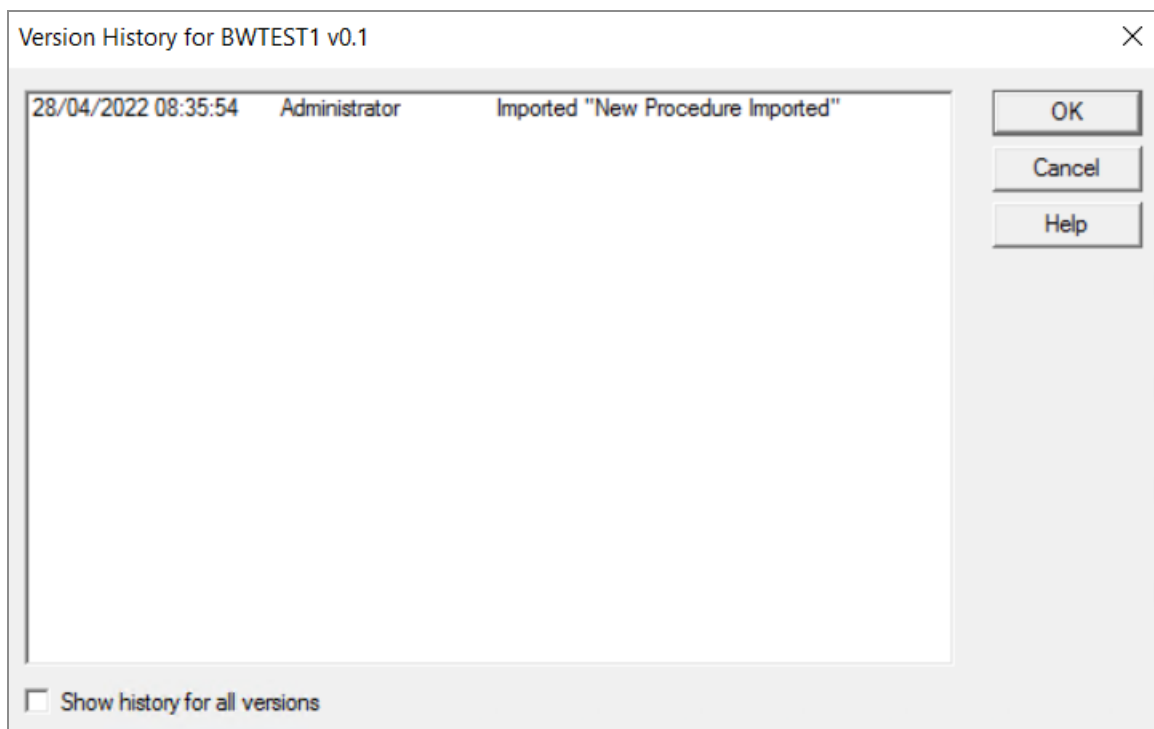 Version History for BWTEST1 v0.1
28/04/2022 08:35:54 Administrator Imported "New Procedure Imported"
OK
Cancel
Help
Show history for all versions